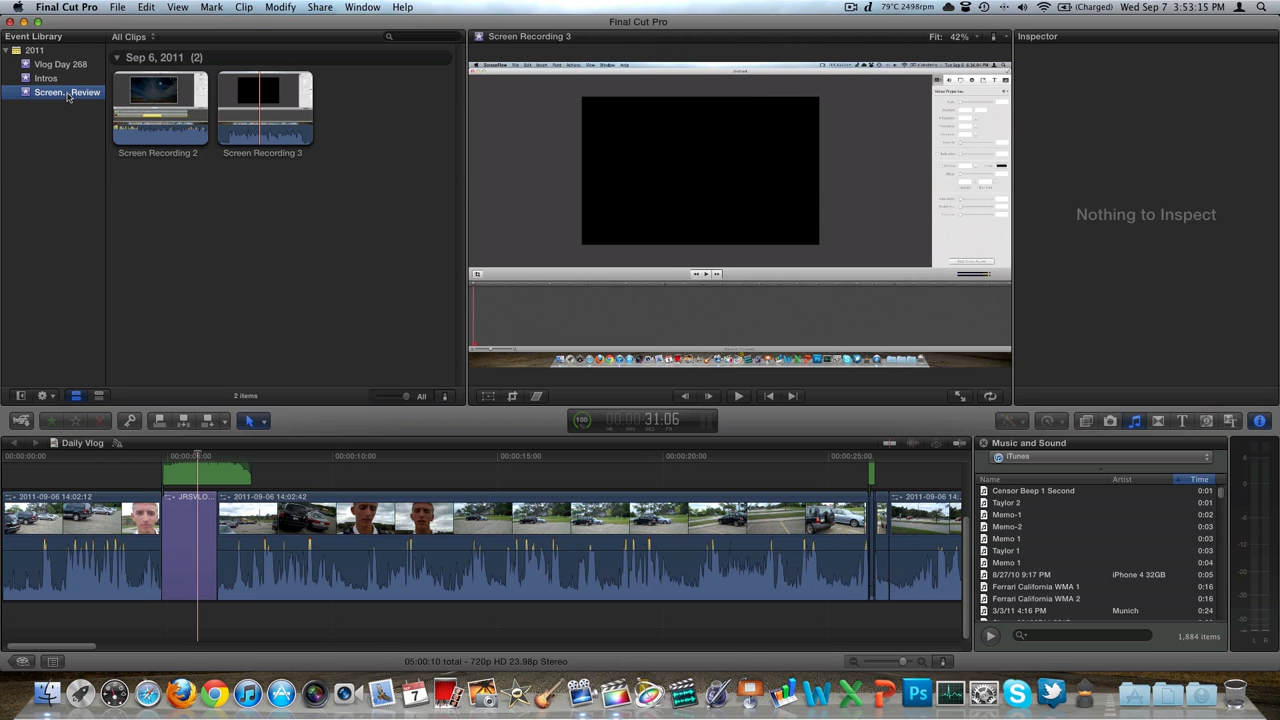 Final Cut Pro File Edit View Mark Clip Modify Share Window Help
79°C 2498rpm (Charged) Wed Sep 7 3:53:15 PM
Final Cut Pro
Event Library
All Clips
Screen Recording 3
Fit: 42%
Inspector
2011
Vlog Day 268
Intros
Screen...Review
Sep 6, 2011 (2)
Screen Recording 2
Screen Recording 3
Nothing to Inspect
2 items
All
100
31:06
Daily Vlog
00:00:00:00
00:00:10:00
00:00:15:00
00:00:20:00
00:00:25:00
2011-09-06 14:02:12
JRSVLO...
2011-09-06 14:02:42
2011-09-06 14:...
05:00:10 total - 720p HD 23.98p Stereo
Music and Sound
iTunes
Name Artist Time
Censor Beep 1 Second 0:01
Taylor 2 0:01
Memo-1 0:02
Memo-2 0:03
Memo 1 0:03
Taylor 1 0:03
Memo 1 0:04
8/27/10 9:17 PM iPhone 4 32GB 0:05
Ferrari California WMA 1 0:16
Ferrari California WMA 2 0:16
3/3/11 4:16 PM Munich 0:24
1,884 items
L R